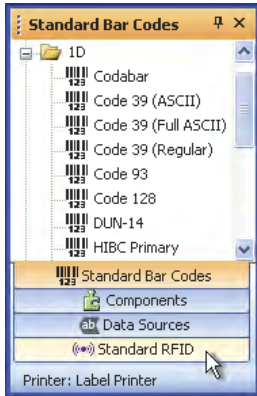 Standard Bar Codes
1D
Codabar
Code 39 (ASCII)
Code 39 (Full ASCII)
Code 39 (Regular)
Code 93
Code 128
DUN-14
HIBC Primary
Standard Bar Codes
Components
Data Sources
Standard RFID
Printer: Label Printer